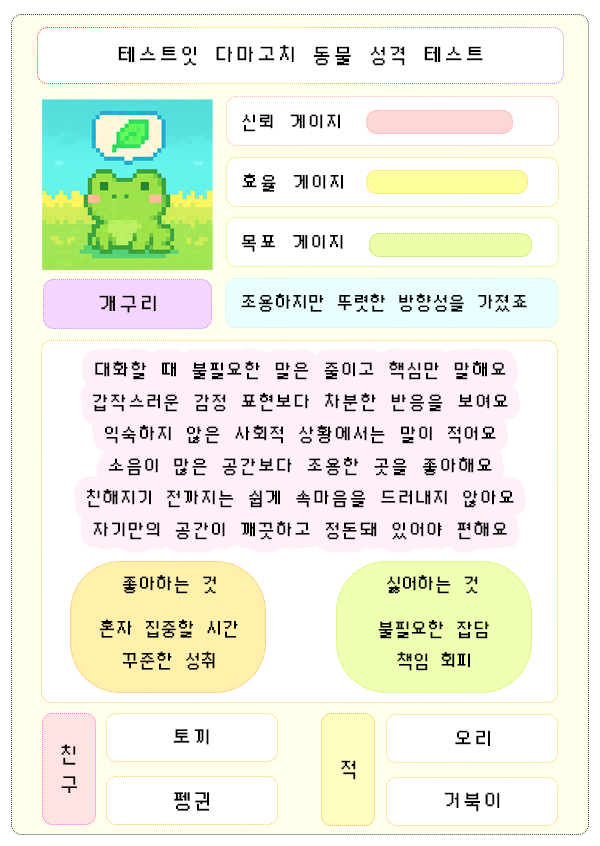 테스트잇 다마고치 동물 성격 테스트
신뢰 게이지
효율 게이지
목표 게이지
개구리
조용하지만 뚜렷한 방향성을 가졌죠
대화할 때 불필요한 말은 줄이고 핵심만 말해요
갑작스러운 감정 표현보다 차분한 반응을 보여요
익숙하지 않은 사회적 상황에서는 말이 적어요
소음이 많은 공간보다 조용한 곳을 좋아해요
친해지기 전까지는 쉽게 속마음을 드러내지 않아요
자기만의 공간이 깨끗하고 정돈돼 있어야 편해요
좋아하는 것
혼자 집중할 시간
꾸준한 성취
싫어하는 것
불필요한 잡담
책임 회피
친구
토끼
펭귄
적
오리
거북이